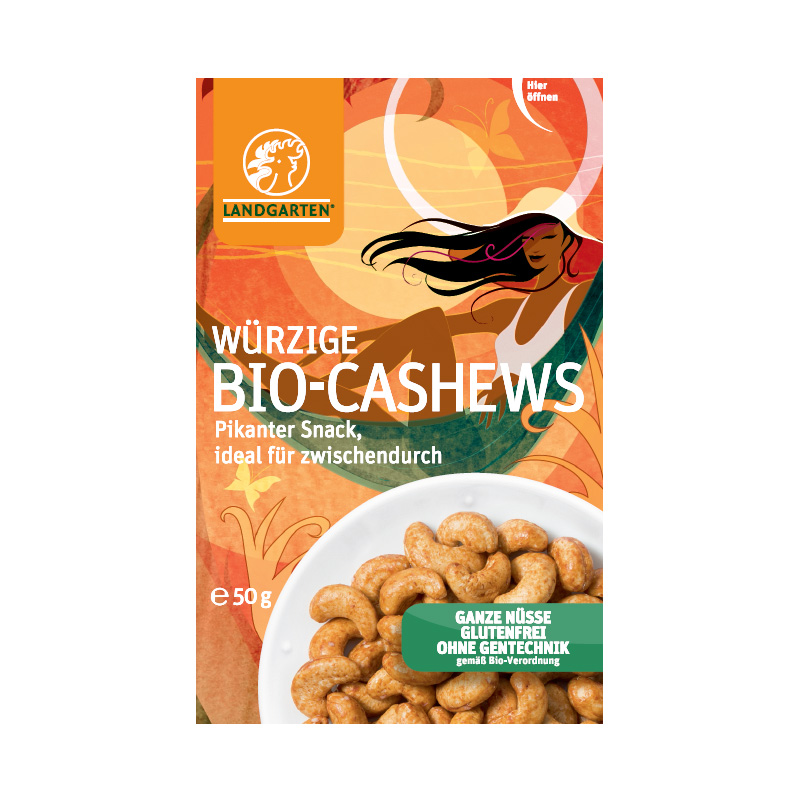 Hier
öffnen
LANDGARTEN®
WÜRZIGE
BIO-CASHEWS
Pikanter Snack,
ideal für zwischendurch
℮ 50 g
GANZE NÜSSE
GLUTENFREI
OHNE GENTECHNIK
gemäß Bio-Verordnung